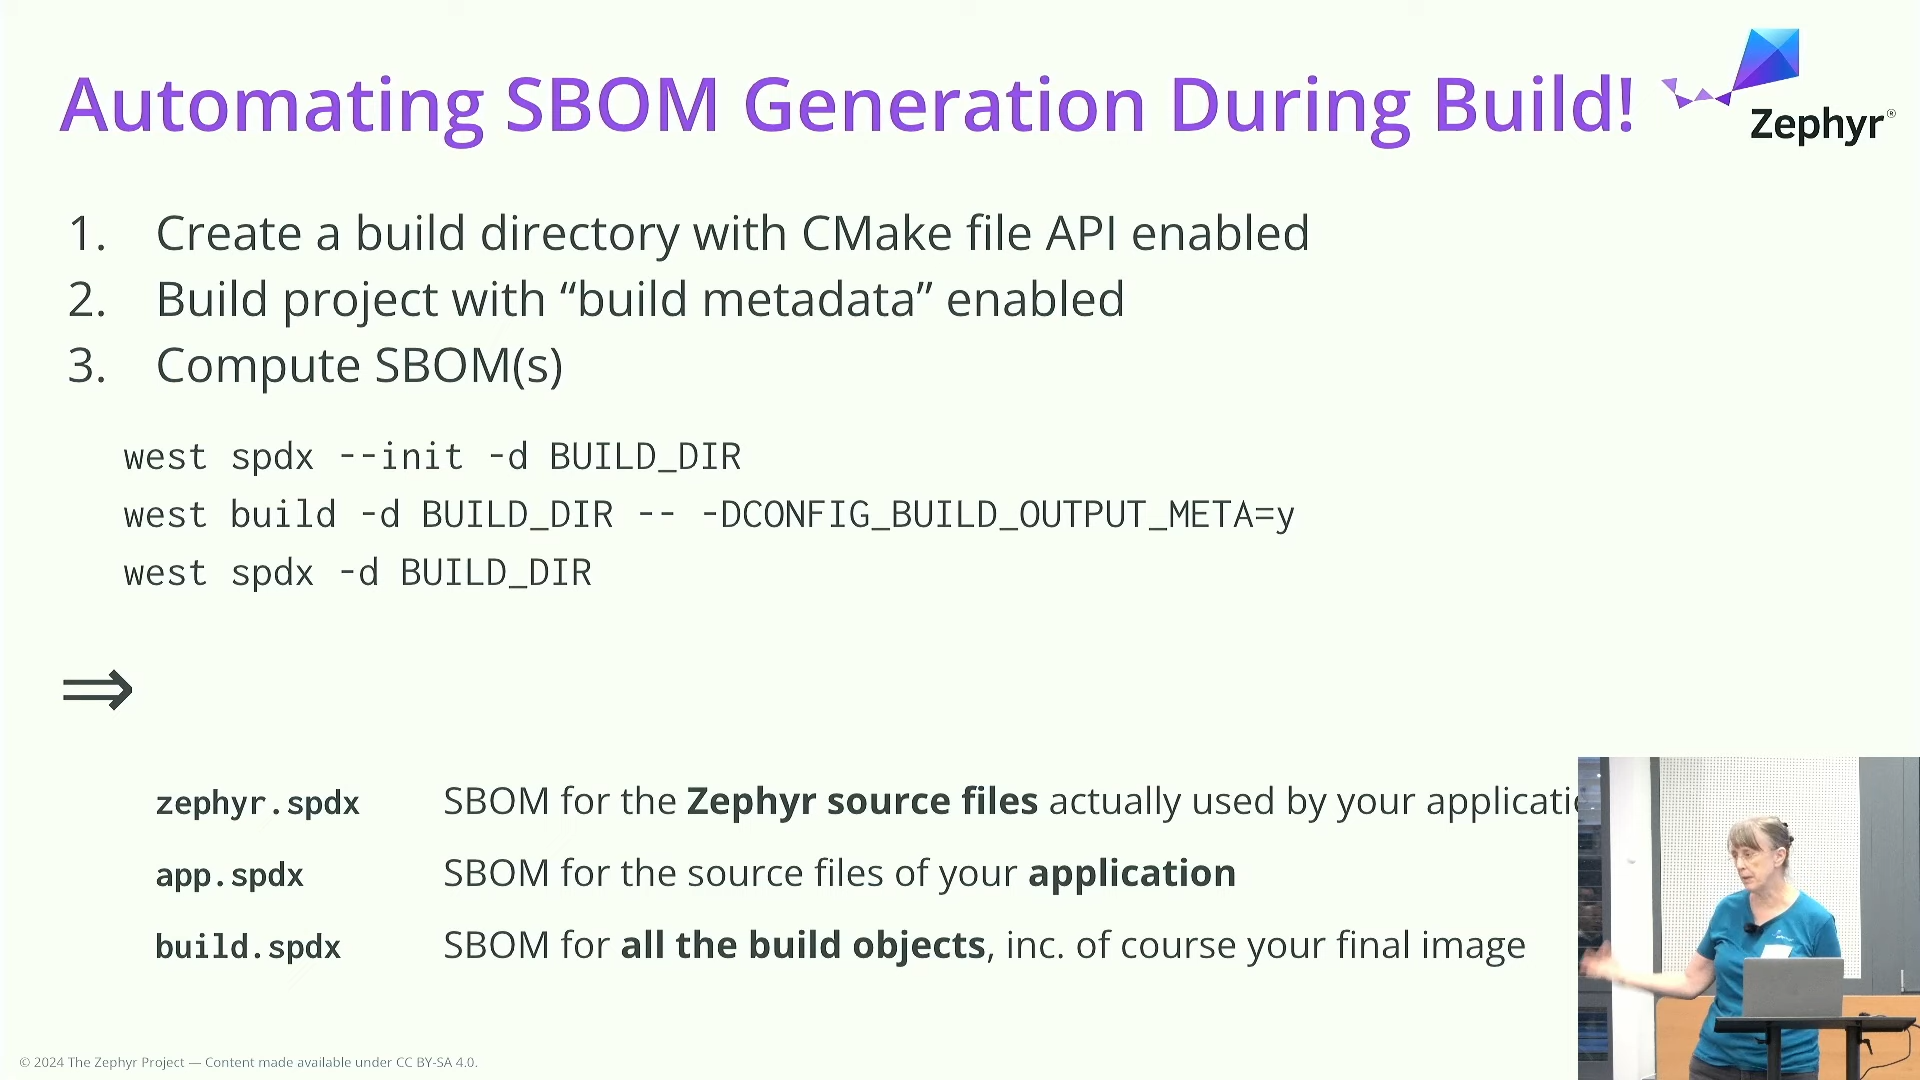 Automating SBOM Generation During Build!
Zephyr®
1. Create a build directory with CMake file API enabled
2. Build project with “build metadata” enabled
3. Compute SBOM(s)
west spdx --init -d BUILD_DIR
west build -d BUILD_DIR -- -DCONFIG_BUILD_OUTPUT_META=y
west spdx -d BUILD_DIR
⇒
zephyr.spdx SBOM for the Zephyr source files actually used by your
app.spdx SBOM for the source files of your application
build.spdx SBOM for all the build objects, inc. of course your final image
© 2024 The Zephyr Project — Content made available under CC BY-SA 4.0.